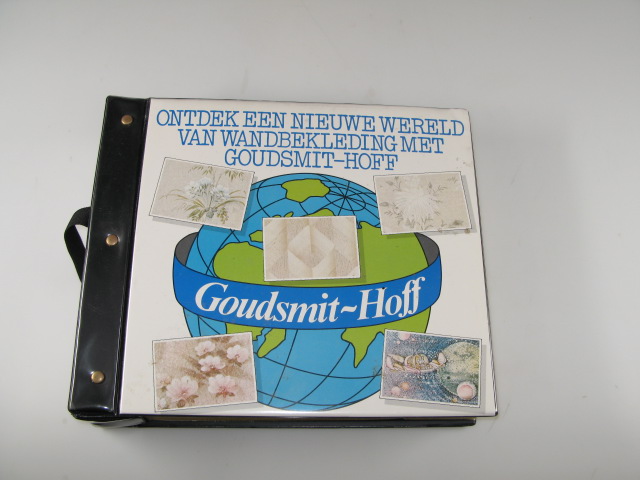 ONTDEK EEN NIEUWE WERELD
VAN WANDBEKLEDING MET
GOUDSMIT-HOFF
Goudsmit~Hoff